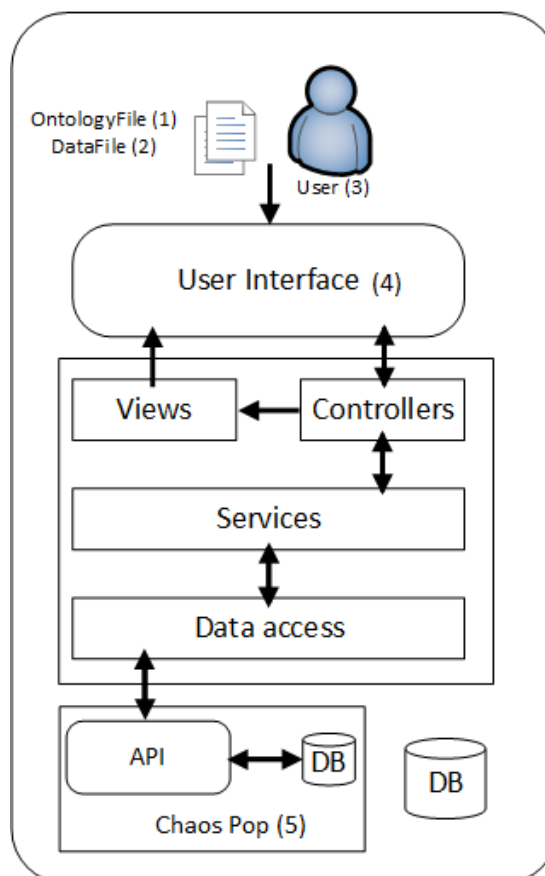 OntologyFile (1)
DataFile (2)
User (3)
User Interface (4)
Views
Controllers
Services
Data access
API
DB
Chaos Pop (5)
DB